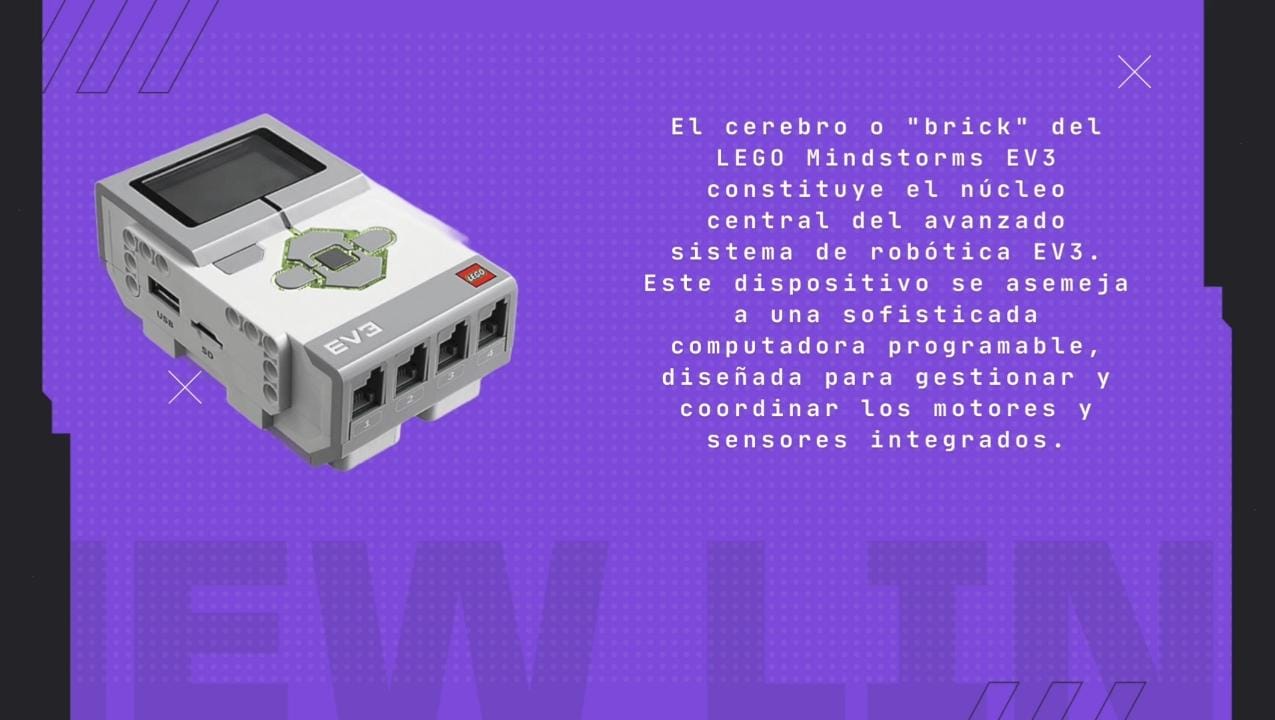 El cerebro o "brick" del
LEGO Mindstorms EV3
constituye el núcleo
central del avanzado
sistema de robótica EV3.
Este dispositivo se asemeja
a una sofisticada
computadora programable,
diseñada para gestionar y
coordinar los motores y
sensores integrados.
LEGO
USB
SD
EV3
1 2 3 4
EW LIN